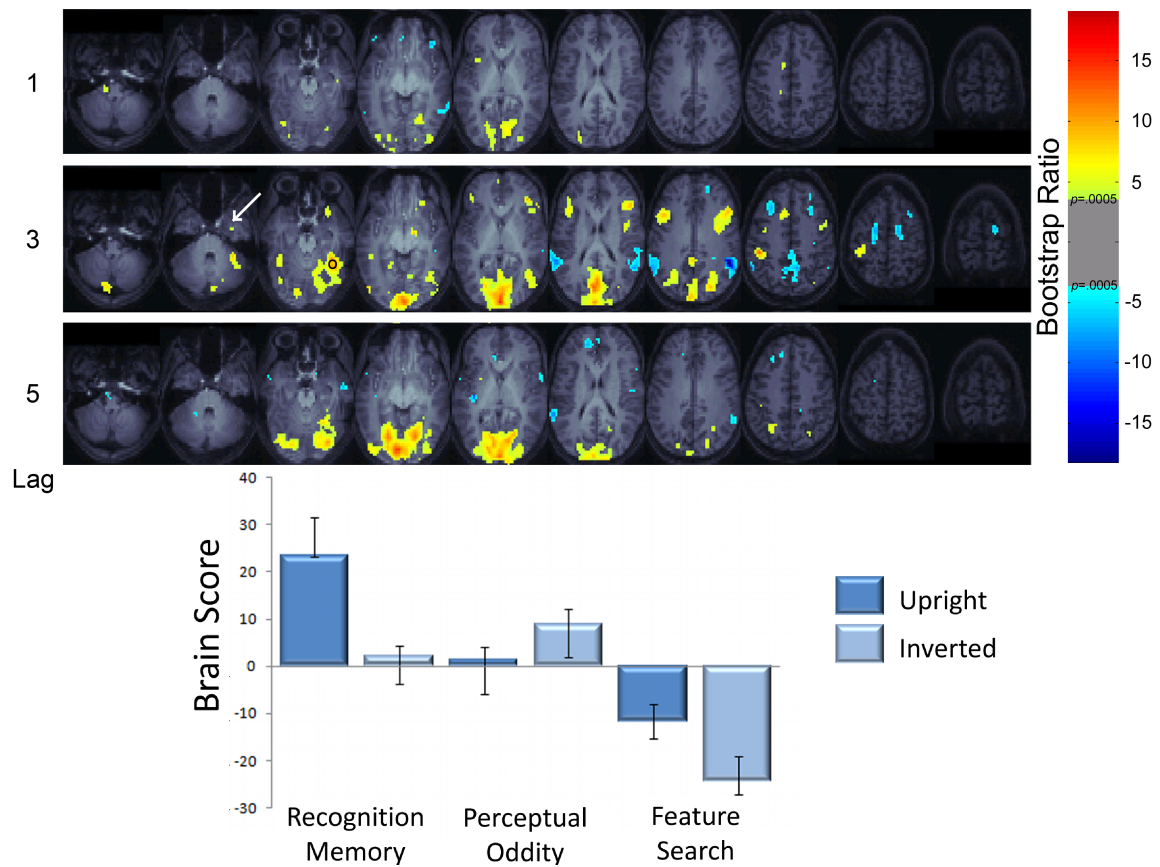 1
3
5
Lag
15
10
5
p=.0005
p=.0005
-5
-10
-15
Bootstrap Ratio
o
40
30
20
10
0
-10
-20
-30
Brain Score
Recognition
Memory
Perceptual
Oddity
Feature
Search
Upright
Inverted